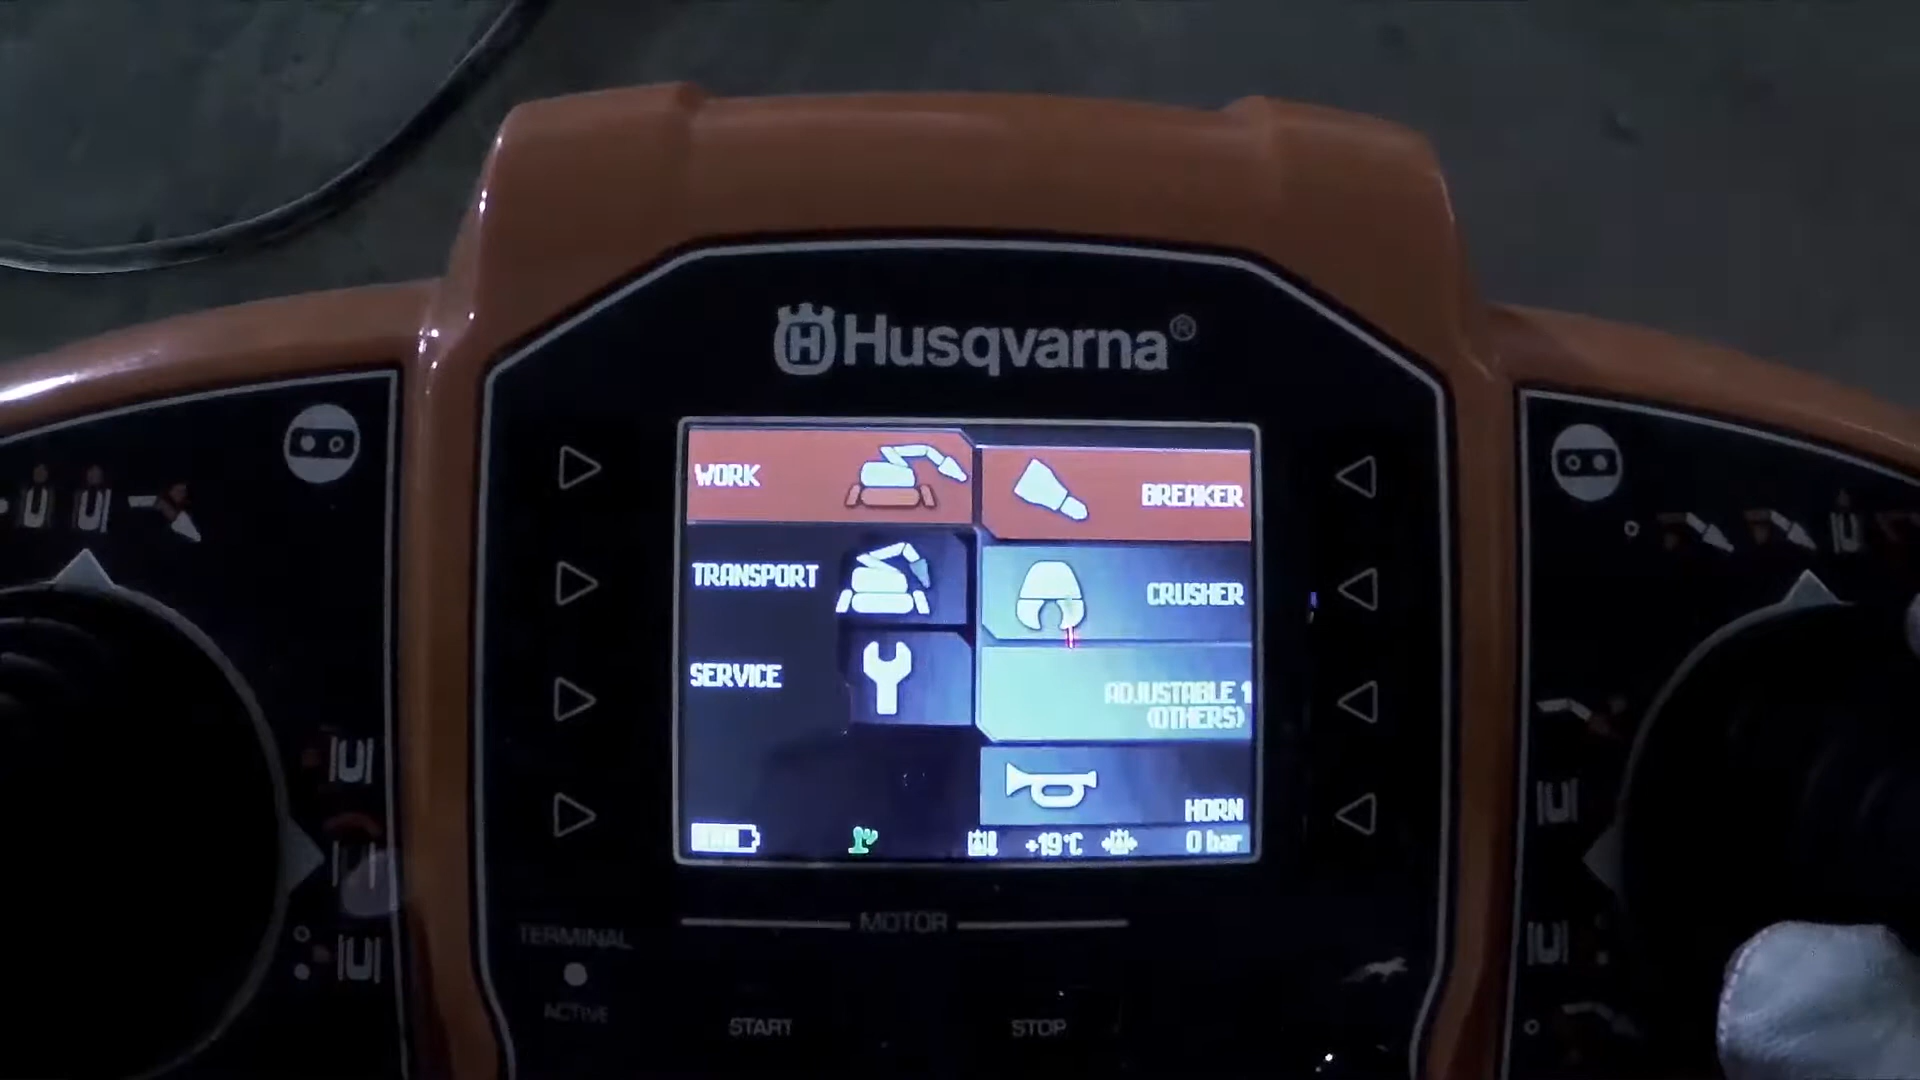 Husqvarna®
WORK
BREAKER
TRANSPORT
CRUSHER
SERVICE
ADJUSTABLE 1
(OTHERS)
HORN
+19°C
0 bar
MOTOR
TERMINAL
ACTIVE
START
STOP